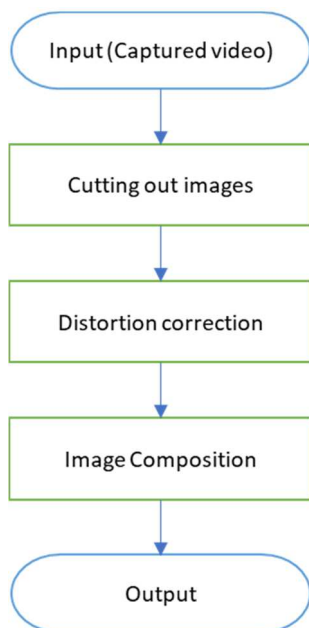 Input (Captured video)
Cutting out images
Distortion correction
Image Composition
Output